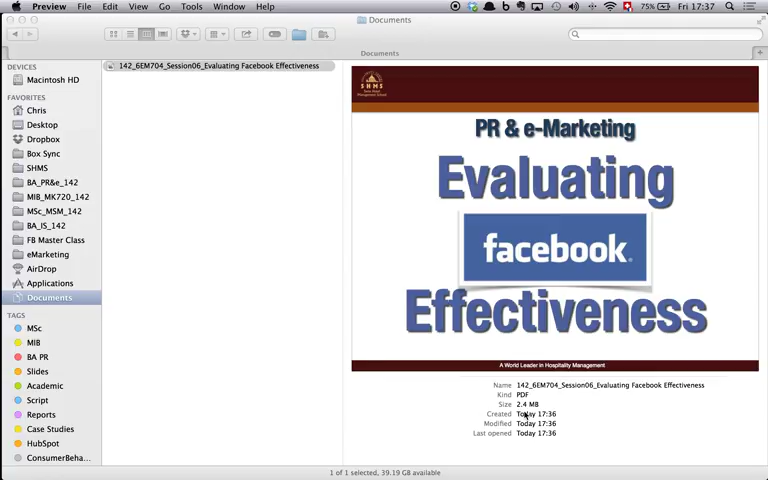 Preview File Edit View Go Tools Window Help
75% Fri 17:37
Documents
Documents
DEVICES
Macintosh HD
FAVORITES
Chris
Desktop
Dropbox
Box Sync
SHMS
BA_PR&e_142
MIB_MK720_142
MSc_MSM_142
BA_IS_142
FB Master Class
eMarketing
AirDrop
Applications
Documents
TAGS
MSc
MIB
BA PR
Slides
Academic
Script
Reports
Case Studies
HubSpot
ConsumerBeha...
142_6EM704_Session06_Evaluating Facebook Effectiveness
SHMS
PR & e-Marketing
Evaluating
facebook®
Effectiveness
A World Leader in Hospitality Management
Name 142_6EM704_Session06_Evaluating Facebook Effectiveness
Kind PDF
Size 2.4 MB
Created Today 17:36
Modified Today 17:36
Last opened Today 17:36
1 of 1 selected, 39.19 GB available